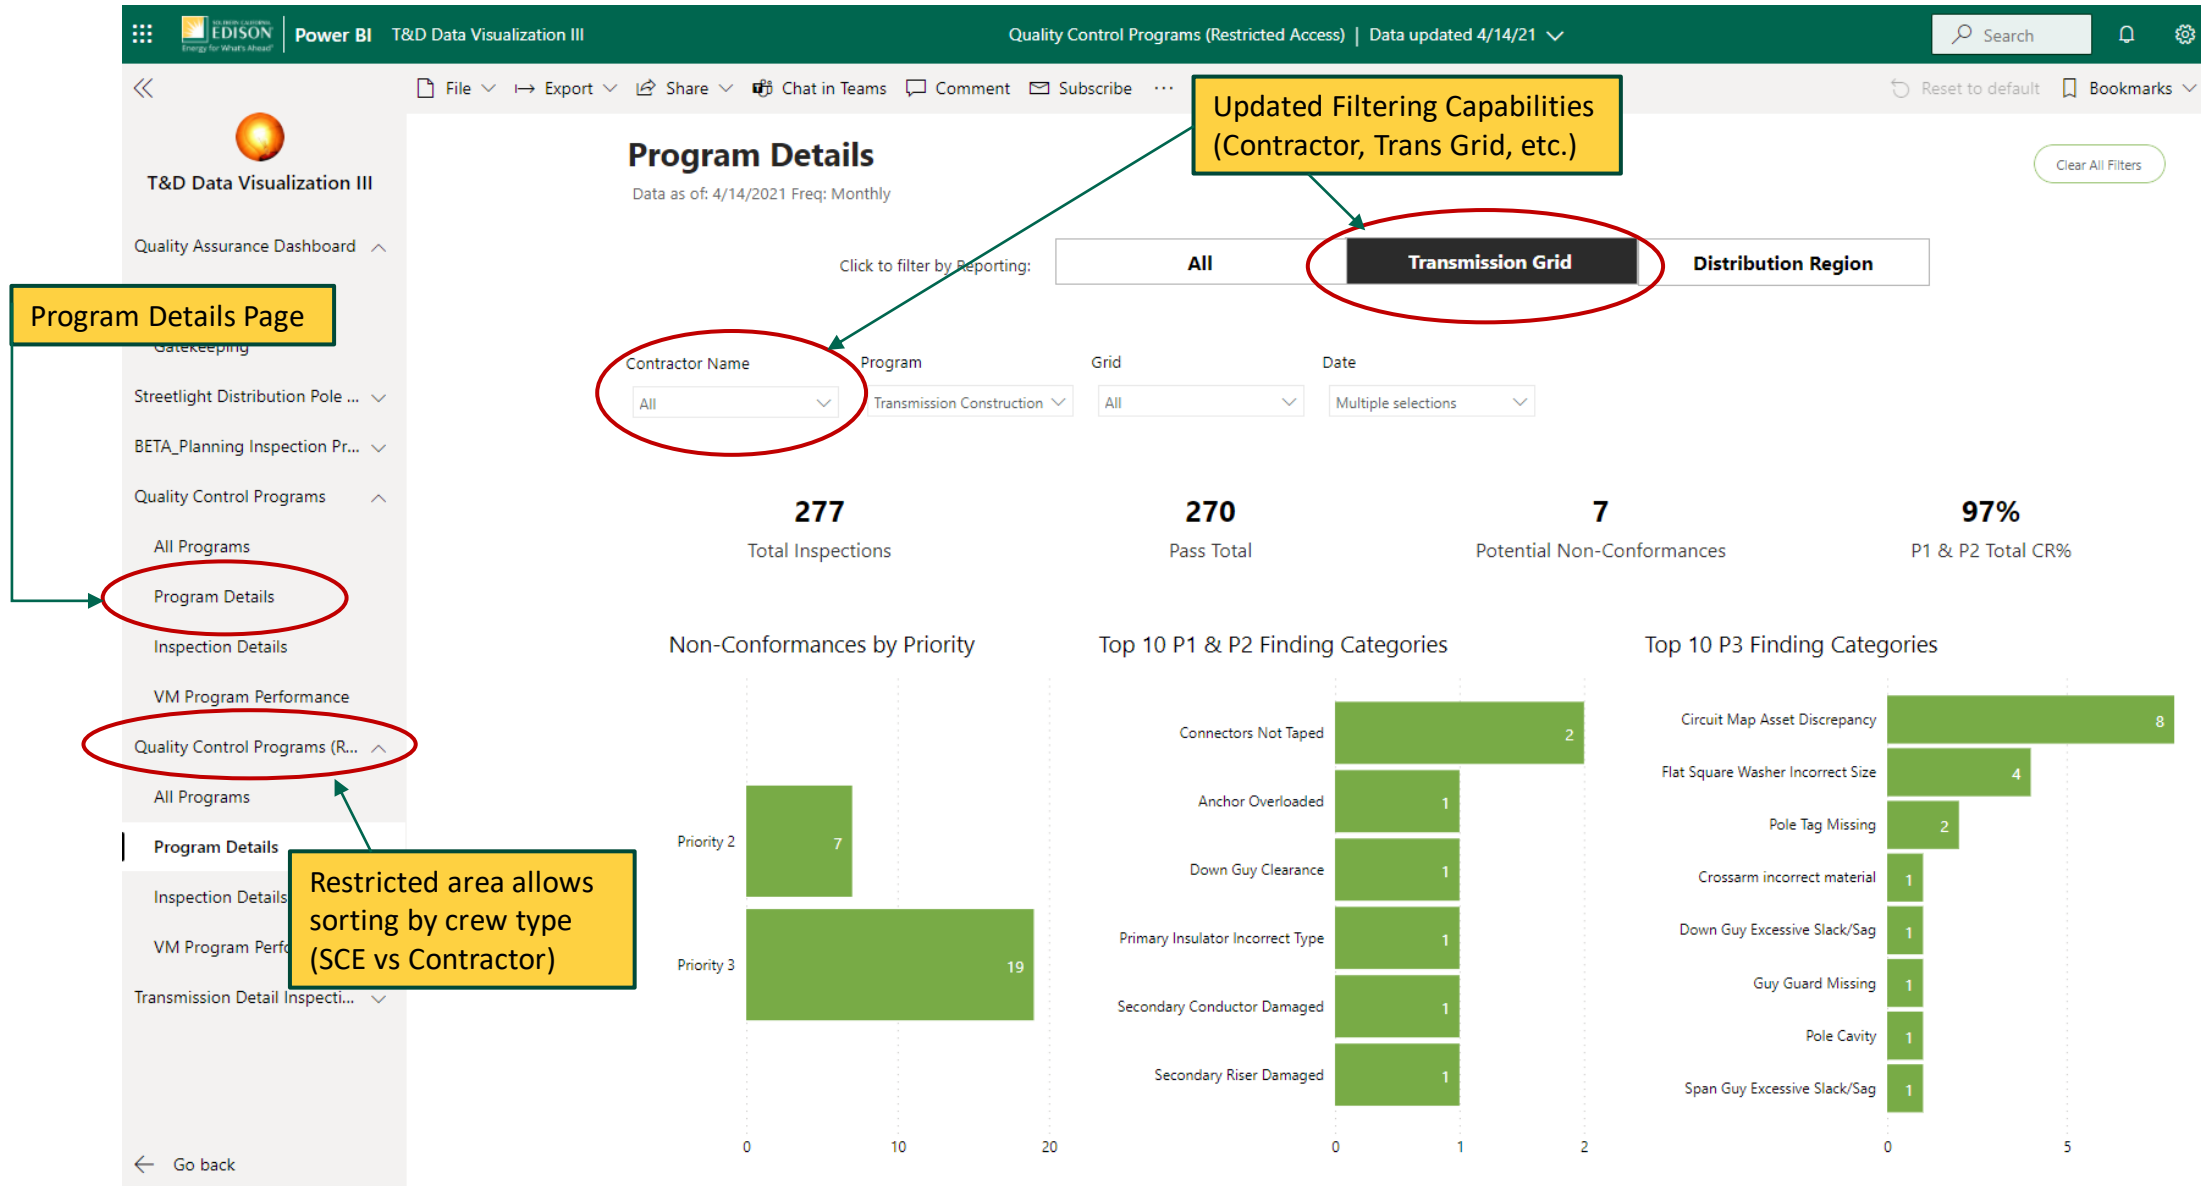 SOUTHERN CALIFORNIA
EDISON
Energy for What's Ahead®
Power BI
T&D Data Visualization III
Quality Control Programs (Restricted Access) | Data updated 4/14/21
Search
File
Export
Share
Chat in Teams
Comment
Subscribe
···
Reset to default
Bookmarks
Updated Filtering Capabilities
(Contractor, Trans Grid, etc.)
T&D Data Visualization III
Program Details
Data as of: 4/14/2021 Freq: Monthly
Clear All Filters
Quality Assurance Dashboard
Program Details Page
Gatekeeping
Streetlight Distribution Pole ...
BETA_Planning Inspection Pr...
Quality Control Programs
All Programs
Program Details
Inspection Details
VM Program Performance
Quality Control Programs (R...
All Programs
Program Details
Inspection Details
VM Program Perfo
Transmission Detail Inspecti...
Go back
Restricted area allows
sorting by crew type
(SCE vs Contractor)
Click to filter by Reporting:
All
Transmission Grid
Distribution Region
Contractor Name
All
Program
Transmission Construction
Grid
All
Date
Multiple selections
277
Total Inspections
270
Pass Total
7
Potential Non-Conformances
97%
P1 & P2 Total CR%
Non-Conformances by Priority
Priority 2
7
Priority 3
19
0 10 20
Top 10 P1 & P2 Finding Categories
Connectors Not Taped 2
Anchor Overloaded 1
Down Guy Clearance 1
Primary Insulator Incorrect Type 1
Secondary Conductor Damaged 1
Secondary Riser Damaged 1
0 1 2
Top 10 P3 Finding Categories
Circuit Map Asset Discrepancy 8
Flat Square Washer Incorrect Size 4
Pole Tag Missing 2
Crossarm incorrect material 1
Down Guy Excessive Slack/Sag 1
Guy Guard Missing 1
Pole Cavity 1
Span Guy Excessive Slack/Sag 1
0 5